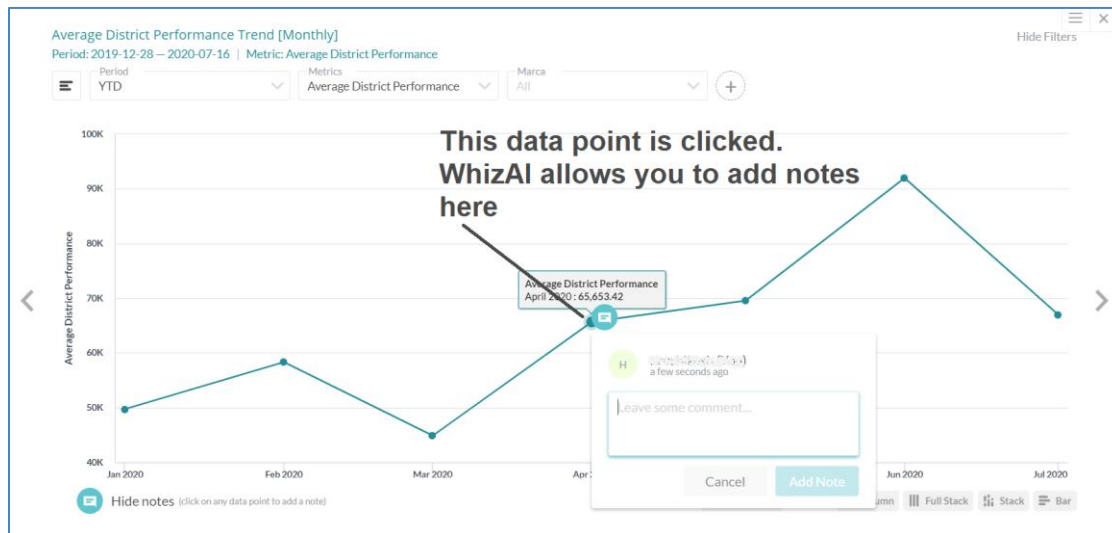 Average District Performance Trend [Monthly]
Hide Filters
Period: 2019-12-28 — 2020-07-16 | Metric: Average District Performance
Period
YTD
Metrics
Average District Performance
Marca
All
This data point is clicked.
WhizAI allows you to add notes
here
100K
90K
80K
70K
60K
50K
40K
Average District Performance
Average District Performance
April 2020 : 65,653.42
H
a few seconds ago
Leave some comment...
Cancel
Add Note
Jan 2020
Feb 2020
Mar 2020
Apr
Jun 2020
Jul 2020
Hide notes (click on any data point to add a note)
umn
Full Stack
Stack
Bar